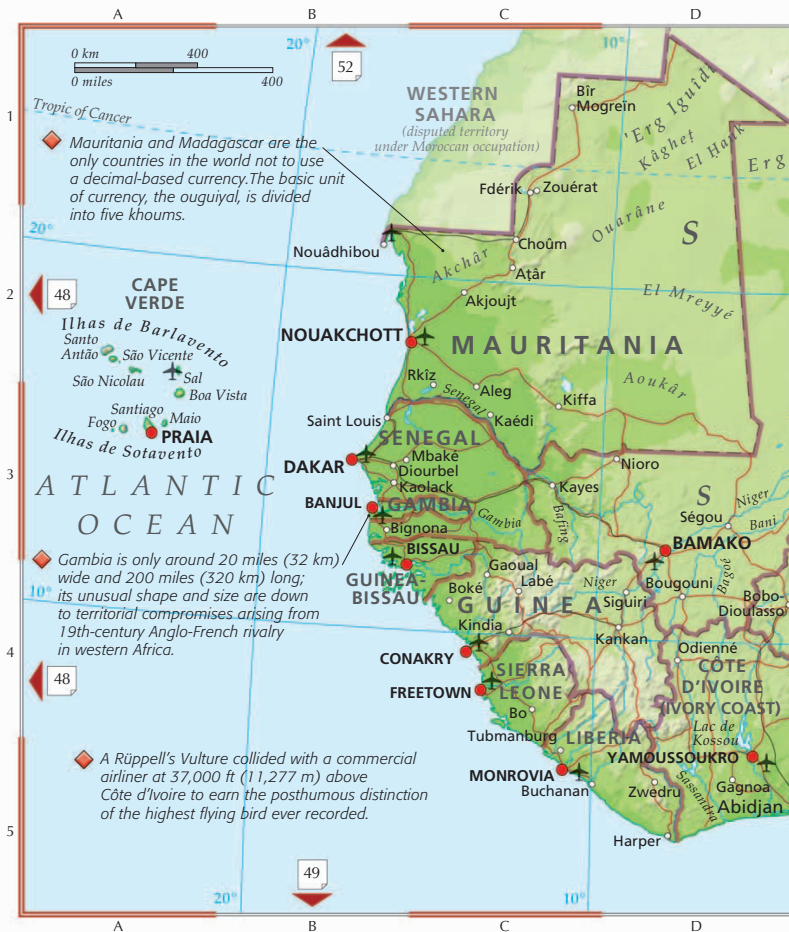 A
B
C
D
0 km
400
0 miles
400
20°
52
10°
1
Tropic of Cancer
WESTERN
SAHARA
(disputed territory
under Moroccan occupation)
Bîr
Mogreïn
'Erg Iguîdi
Kâgheṭ
El Ḥank
Erg
Mauritania and Madagascar are the
only countries in the world not to use
a decimal-based currency.The basic unit
of currency, the ouguiyal, is divided
into five khoums.
Fdérik
Zouérat
Ouarâne
S
20°
Nouâdhibou
Choûm
Akchâr
Aṭâr
2
48
CAPE
VERDE
Akjoujt
El Mreyyé
Ilhas de Barlavento
Santo
Antão
São Vicente
São Nicolau
Sal
Boa Vista
NOUAKCHOTT
MAURITANIA
Rkîz
Senegal
Aleg
Kiffa
Aoukâr
Santiago
Fogo
Maio
PRAIA
Ilhas de Sotavento
Saint Louis
Kaédi
SENEGAL
3
DAKAR
Mbaké
Diourbel
Kaolack
Nioro
ATLANTIC
OCEAN
BANJUL
GAMBIA
Kayes
S
Niger
Ségou
Bani
Bignona
Gambia
Bafing
BAMAKO
Gambia is only around 20 miles (32 km)
wide and 200 miles (320 km) long;
its unusual shape and size are down
to territorial compromises arising from
19th-century Anglo-French rivalry
in western Africa.
BISSAU
GUINEA-
BISSAU
Gaoual
Labé
Boké
Niger
GUINEA
Siguiri
Bougouni
Bagoé
Bobo-
Dioulasso
10°
Kindia
Kankan
Odienné
4
48
CONAKRY
SIERRA
LEONE
FREETOWN
CÔTE
D'IVOIRE
(IVORY COAST)
Bo
Tubmanburg
LIBERIA
Lac de
Kossou
YAMOUSSOUKRO
A Rüppell's Vulture collided with a commercial
airliner at 37,000 ft (11,277 m) above
Côte d'Ivoire to earn the posthumous distinction
of the highest flying bird ever recorded.
MONROVIA
Buchanan
Zwedru
Sassandra
Gagnoa
Abidjan
5
Harper
20°
49
10°
A
B
C
D